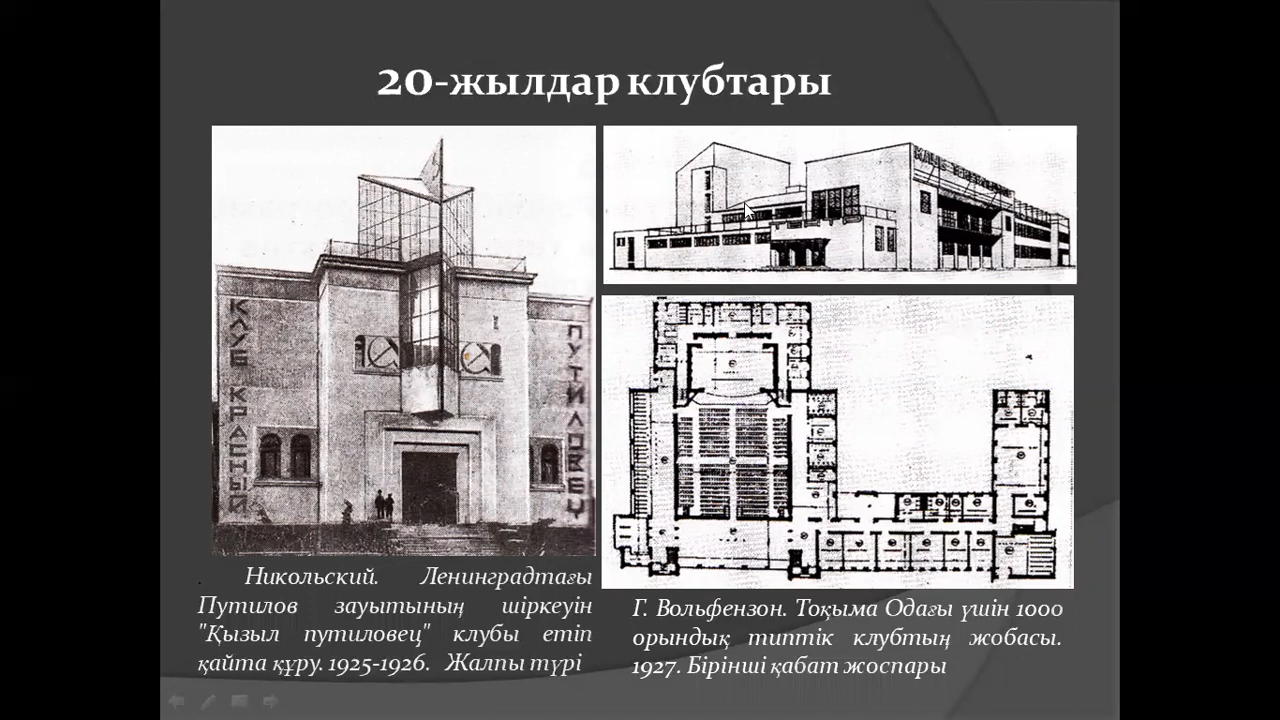 20-жылдар клубтары
КЛУБ КРАСНЫЙ
ПУТИЛОВЕЦ
. Никольский. Ленинградтағы
Путилов зауытының шіркеуін
"Қызыл путиловец" клубы етіп
қайта құру. 1925-1926. Жалпы түрі
Г. Вольфензон. Тоқыма Одағы үшін 1000
орындық типтік клубтың жобасы.
1927. Бірінші қабат жоспары